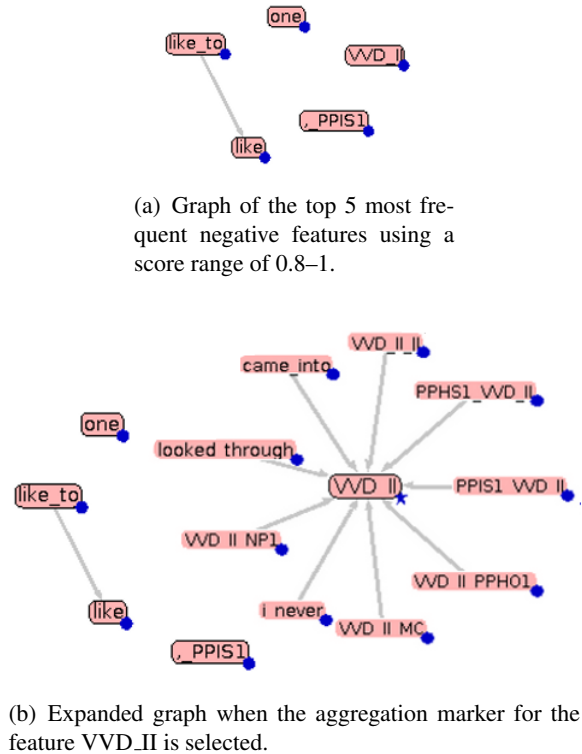 one
like_to
VVD_II
,_PPIS1
like
(a) Graph of the top 5 most fre-
quent negative features using a
score range of 0.8–1.
VVD_II_II
came_into
PPHS1_VVD_II
one
looked through
VVD_II
PPIS1 VVD II
like_to
VVD II NP1
VVD II PPHO1
like
i never
VVD II MC
,_PPIS1
(b) Expanded graph when the aggregation marker for the
feature VVD_II is selected.